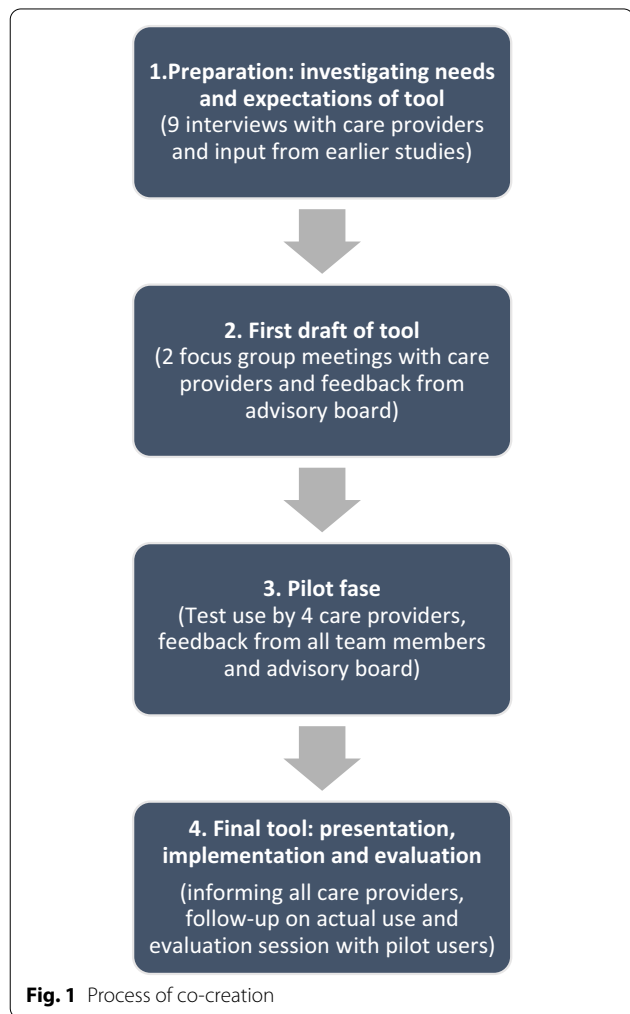 1.Preparation: investigating needs
and expectations of tool
(9 interviews with care providers
and input from earlier studies)
2. First draft of tool
(2 focus group meetings with care
providers and feedback from
advisory board)
3. Pilot fase
(Test use by 4 care providers,
feedback from all team members
and advisory board)
4. Final tool: presentation,
implementation and evaluation
(informing all care providers,
follow-up on actual use and
evaluation session with pilot users)
Fig. 1 Process of co-creation